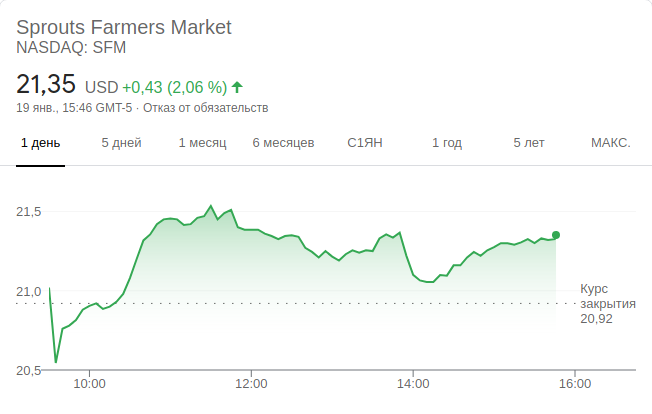 Sprouts Farmers Market
NASDAQ: SFM
21,35 USD +0,43 (2,06 %)
19 янв., 15:46 GMT-5 · Отказ от обязательств
1 день 5 дней 1 месяц 6 месяцев С1ЯН 1 год 5 лет МАКС.
21,5
21,0
Курс
закрытия
20,92
20,5
10:00 12:00 14:00 16:00